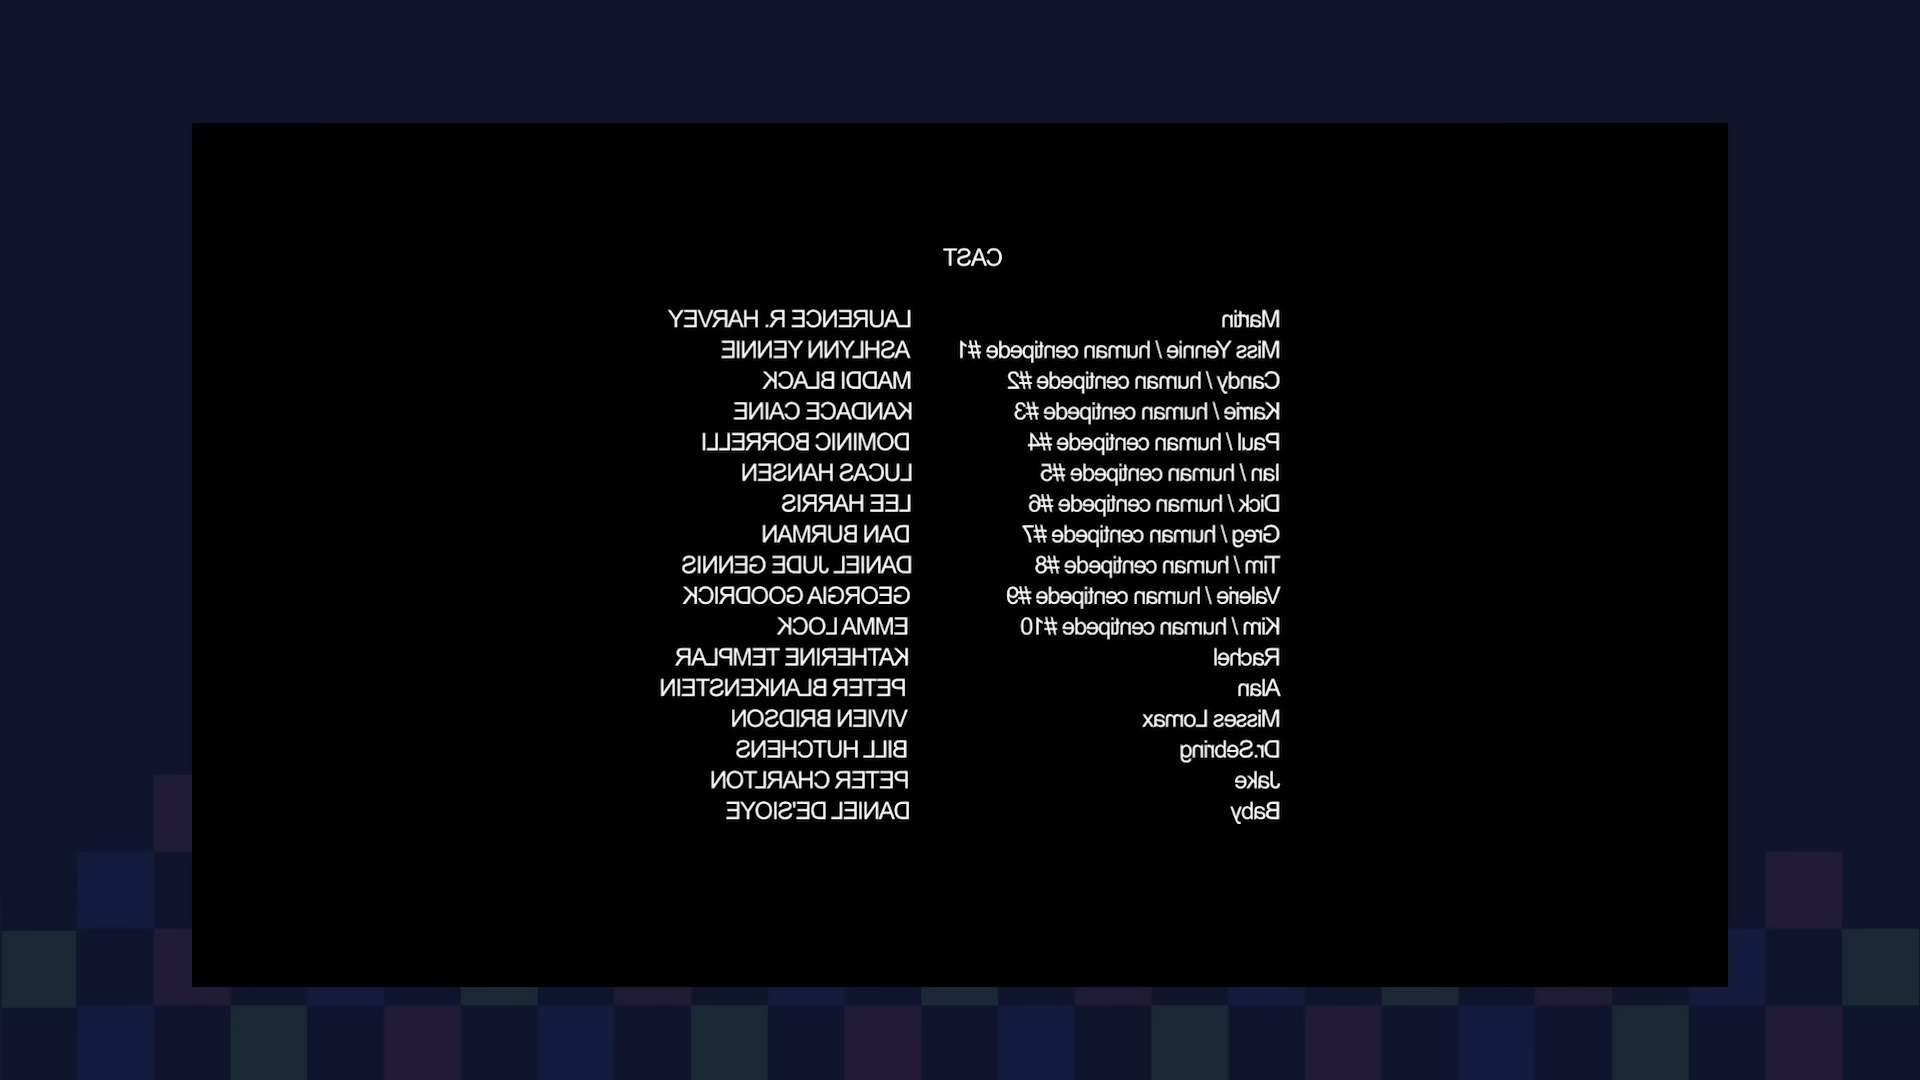 CAST
Martin LAURENCE R. HARVEY
Miss Yennie / human centipede #1 ASHLYNN YENNIE
Candy / human centipede #2 MADDI BLACK
Karrie / human centipede #3 KANDACE CAINE
Paul / human centipede #4 DOMINIC BORRELLI
Ian / human centipede #5 LUCAS HANSEN
Dick / human centipede #6 LEE HARRIS
Greg / human centipede #7 DAN BURMAN
Tim / human centipede #8 DANIEL JUDE GENNIS
Valerie / human centipede #9 GEORGIA GOODRICK
Kim / human centipede #10 EMMA LOCK
Rachel KATHERINE TEMPLAR
Alan PETER BLANKENSTEIN
Misses Lomax VIVIEN BRIDSON
Dr.Sebring BILL HUTCHENS
Jake PETER CHARLTON
Baby DANIEL DE'SIOYE